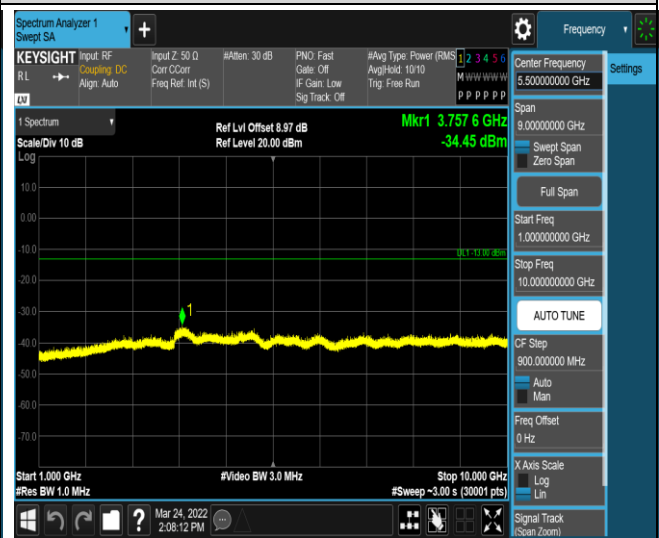 Spectrum Analyzer 1
Swept SA
+
Frequency
KEYSIGHT Input: RF Input Z: 50 Ω #Atten: 30 dB PNO: Fast #Avg Type: Power (RMS 1 2 3 4 5 6
RL Coupling: DC Corr CCorr Gate: Off Avg|Hold: 10/10 M W W W W W
Align: Auto Freq Ref: Int (S) IF Gain: Low Trig: Free Run
Sig Track: Off P P P P P P
LXI
1 Spectrum
Ref Lvl Offset 8.97 dB Mkr1 3.757 6 GHz
Scale/Div 10 dB Ref Level 20.00 dBm -34.45 dBm
Log
10.0
0.00
-10.0
DL1 -13.00 dBm
-20.0
-30.0
1
-40.0
-50.0
-60.0
-70.0
Start 1.000 GHz #Video BW 3.0 MHz Stop 10.000 GHz
#Res BW 1.0 MHz #Sweep ~3.00 s (30001 pts)
? Mar 24, 2022
2:08:12 PM
Center Frequency
5.500000000 GHz
Settings
Span
9.00000000 GHz
Swept Span
Zero Span
Full Span
Start Freq
1.000000000 GHz
Stop Freq
10.000000000 GHz
AUTO TUNE
CF Step
900.000000 MHz
Auto
Man
Freq Offset
0 Hz
X Axis Scale
Log
Lin
Signal Track
(Span Zoom)